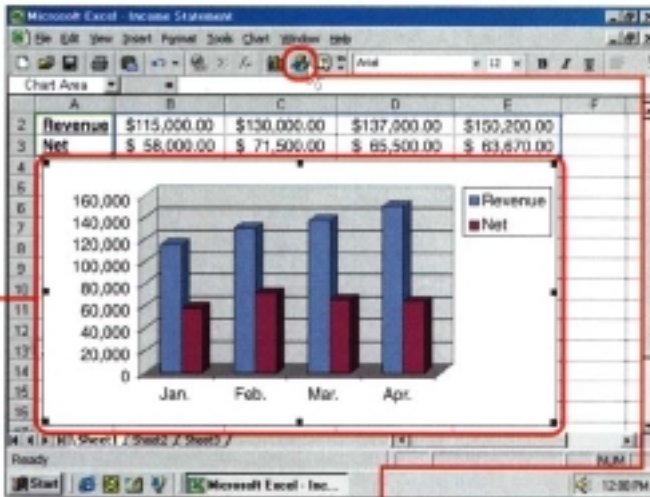 Microsoft Excel - Income Statement
File Edit View Insert Format Tools Chart Window Help
Arial 12 B I U
Chart Area =
A B C D E F
2 Revenue $115,000.00 $130,000.00 $137,000.00 $150,200.00
3 Net $ 58,000.00 $ 71,500.00 $ 65,500.00 $ 63,670.00
4
5
6
7
8
9
10
11
12
13
14
15
16
160,000
140,000
120,000
100,000
80,000
60,000
40,000
20,000
0
Jan. Feb. Mar. Apr.
Revenue
Net
Sheet1 / Sheet2 / Sheet3 /
Ready NUM
Start Microsoft Excel - Inc... 12:00 PM